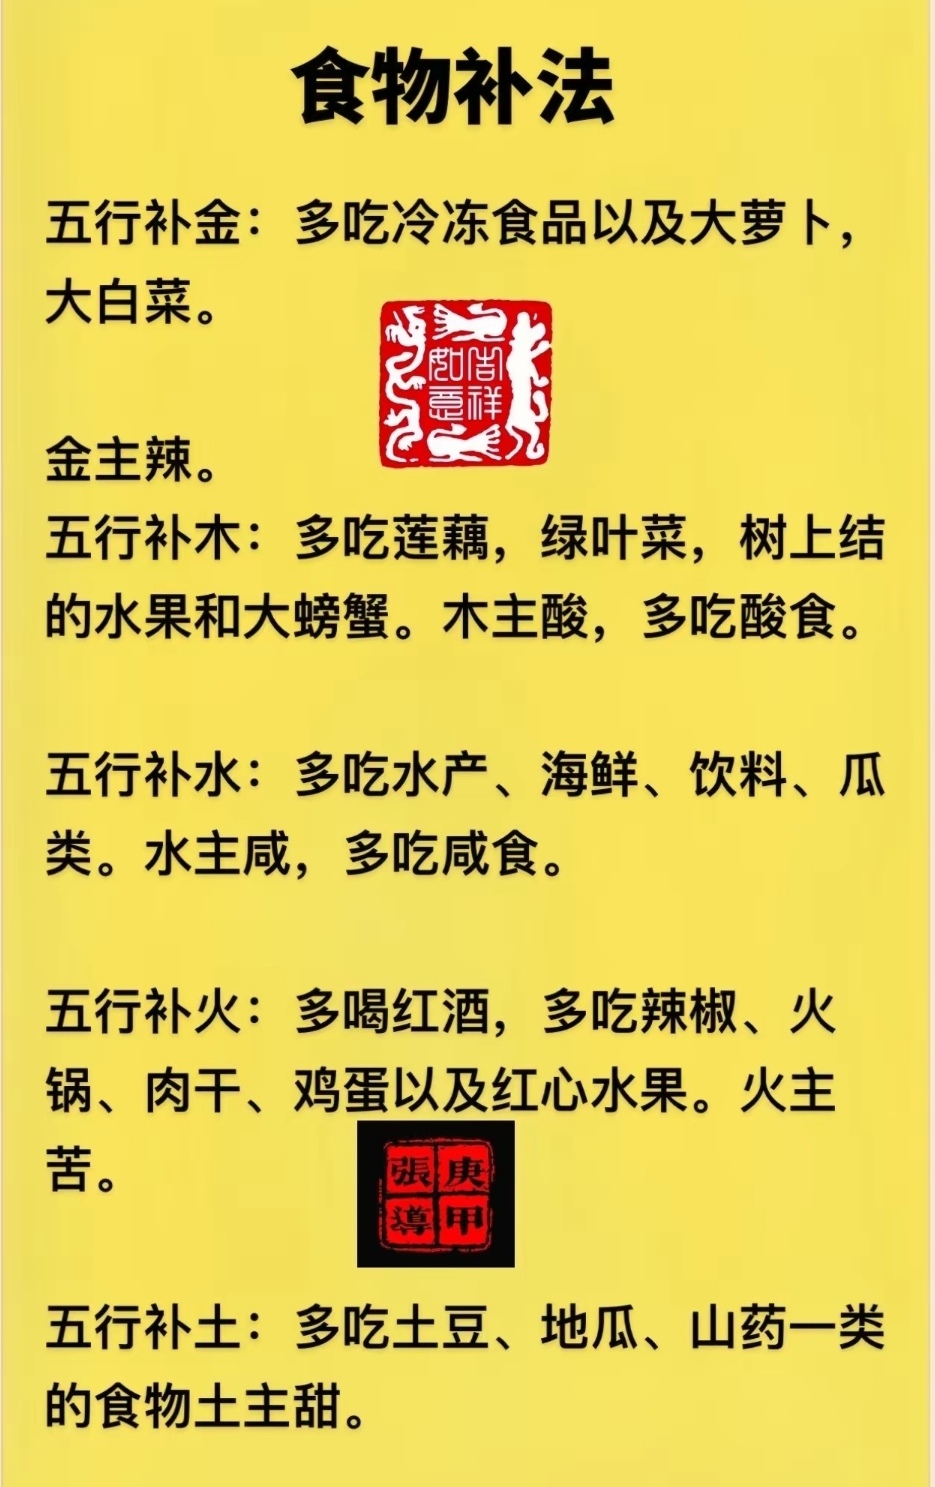 食物补法
五行补金：多吃冷冻食品以及大萝卜，
大白菜。
吉祥
如意
金主辣。
五行补木：多吃莲藕，绿叶菜，树上结
的水果和大螃蟹。木主酸，多吃酸食。
五行补水：多吃水产、海鲜、饮料、瓜
类。水主咸，多吃咸食。
五行补火：多喝红酒，多吃辣椒、火
锅、肉干、鸡蛋以及红心水果。火主
苦。
張庚
導甲
五行补土：多吃土豆、地瓜、山药一类
的食物土主甜。